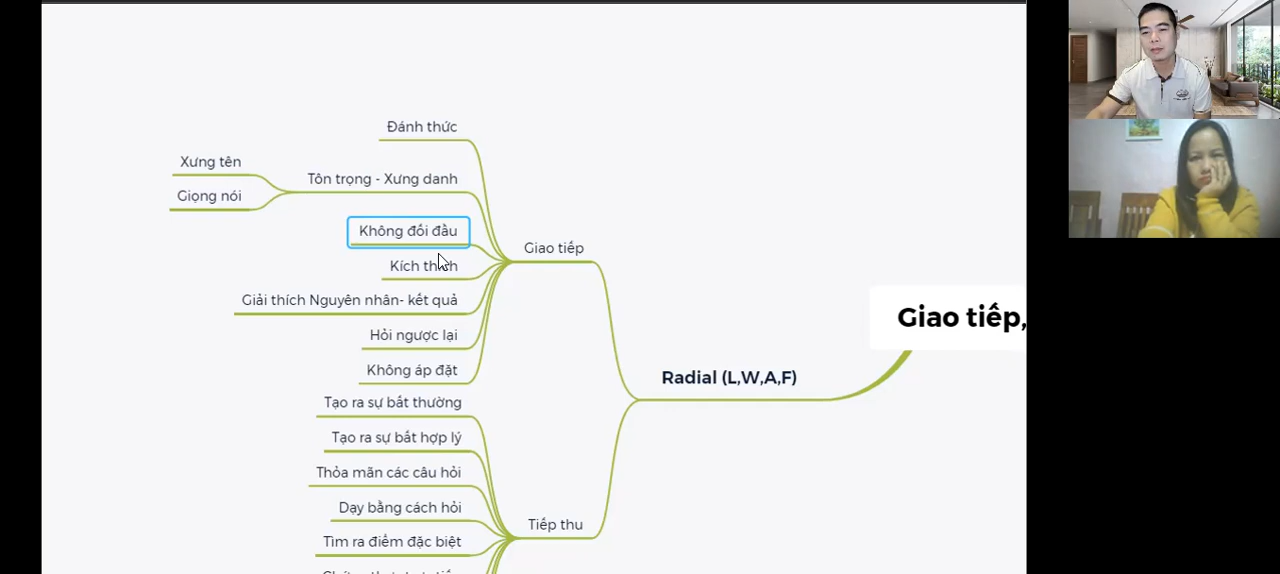 Đánh thức
Xưng tên
Tôn trọng - Xưng danh
Giọng nói
Không đối đầu
Giao tiếp
Kích thích
Giải thích Nguyên nhân- kết quả
Giao tiếp,
Hỏi ngược lại
Không áp đặt
Radial (L,W,A,F)
Tạo ra sự bất thường
Tạo ra sự bất hợp lý
Thỏa mãn các câu hỏi
Dạy bằng cách hỏi
Tiếp thu
Tìm ra điểm đặc biệt